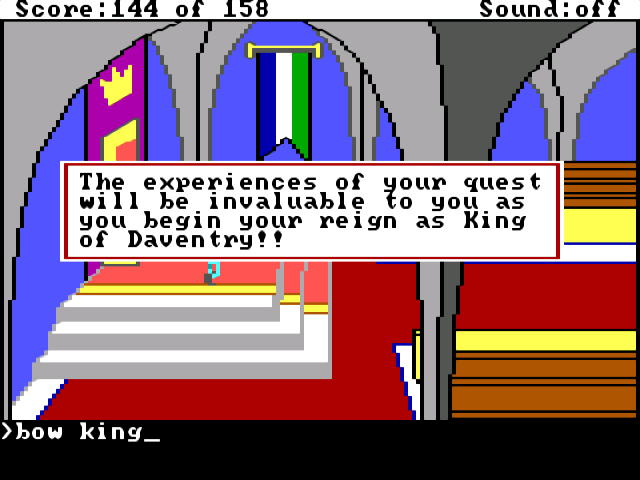 Score:144 of 158 Sound:off
The experiences of your quest
will be invaluable to you as
you begin your reign as King
of Daventry!!
>bow king_